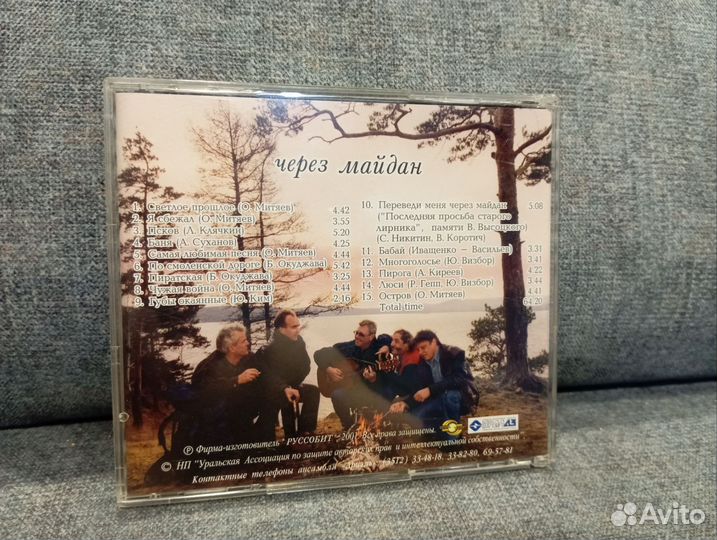 через майдан
1. Светлое прошлое (О. Митяев) 4.42
2. Я сбежал (О. Митяев) 3.55
3. Псков (Л. Клячкин) 5.20
4. Баня (А. Суханов) 4.25
5. Самая любимая песня (О. Митяев) 4.44
6. По смоленской дороге (Б. Окуджава) 5.42
7. Пиратская (Б. Окуджава) 3:25
8. Чужая война (О. Митяев) 4.44
9. Губы окаянные (Ю. Ким) 2;16
10. Переведи меня через майдан 5:08
("Последняя просьба старого
лирника", памяти В. Высоцкого)
(С. Никитин, В. Коротич)
11. Бабай (Иващенко – Васильев) 3.31
12. Многоголосье (Ю. Визбор) 3.41
13. Пирога (А. Киреев) 4.22
14. Люси (Р. Гепп, Ю. Визбор) 3.44
15. Остров (О. Митяев) 4.41
Total time 64.20
℗ Фирма-изготовитель "РУССОБИТ" 2001 Все права защищены.
© НП "Уральская Ассоциация по защите авторских прав и интеллектуальной собственности"
Контактные телефоны ансамбля "Ариэль" (3512) 33-48-18, 33-82-80, 69-57-81
Avito